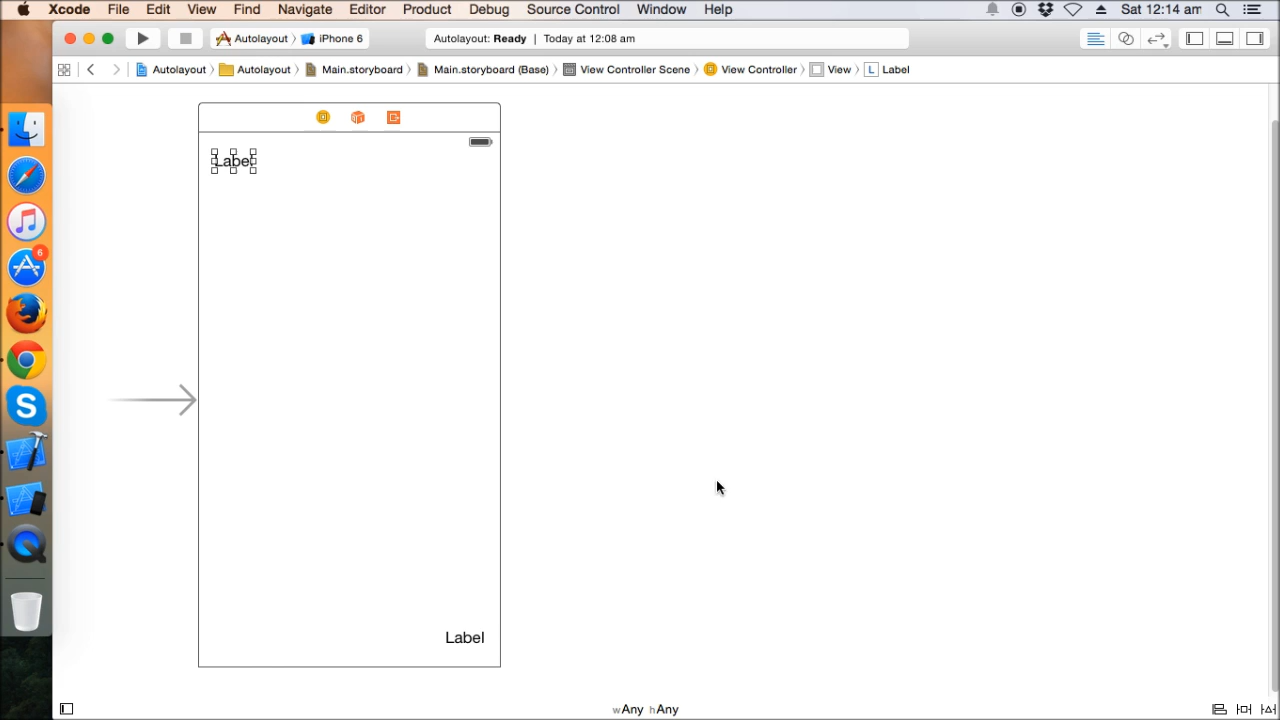 Xcode File Edit View Find Navigate Editor Product Debug Source Control Window Help Sat 12:14 am
Autolayout iPhone 6 Autolayout: Ready | Today at 12:08 am
Autolayout Autolayout Main.storyboard Main.storyboard (Base) View Controller Scene View Controller View L Label
Label
6
S
Label
wAny hAny